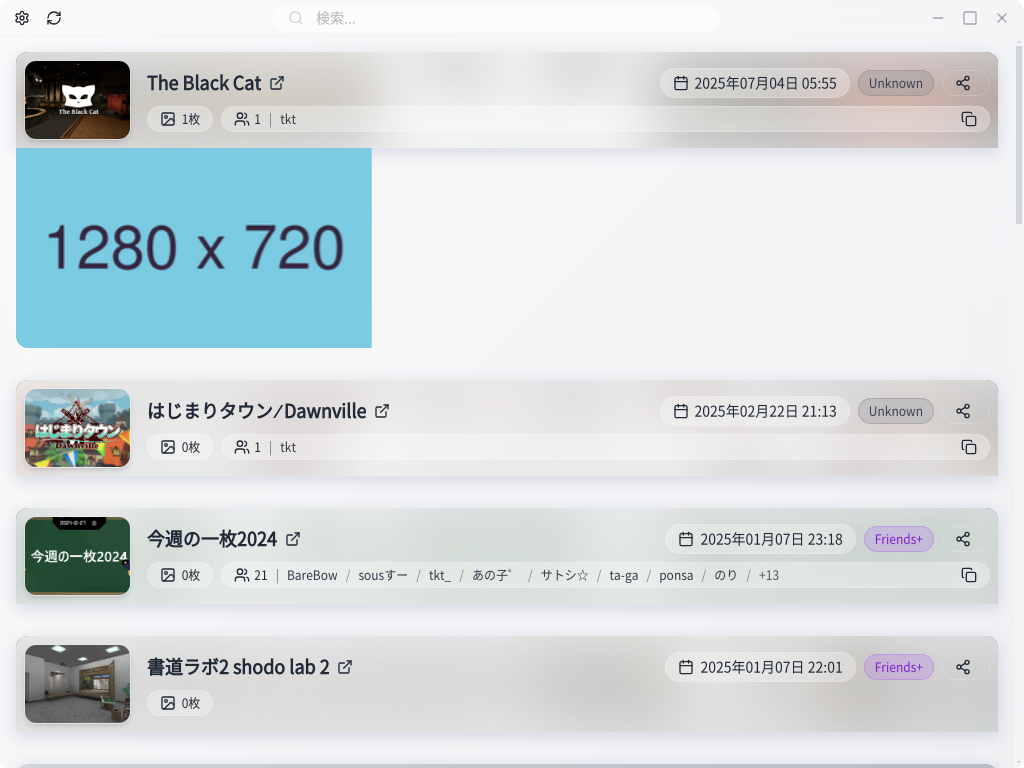 検索...
The Black Cat
The Black Cat
2025年07月04日 05:55
Unknown
1枚
1 | tkt
1280 x 720
はじまりタウン
Dawnville
はじまりタウン/Dawnville
2025年02月22日 21:13
Unknown
0枚
1 | tkt
今週の一枚2024
今週の一枚2024
2025年01月07日 23:18
Friends+
0枚
21 | BareBow / sousすー / tkt_ / あの子゜ / サトシ☆ / ta-ga / ponsa / のり / +13
書道ラボ2 shodo lab 2
2025年01月07日 22:01
Friends+
0枚